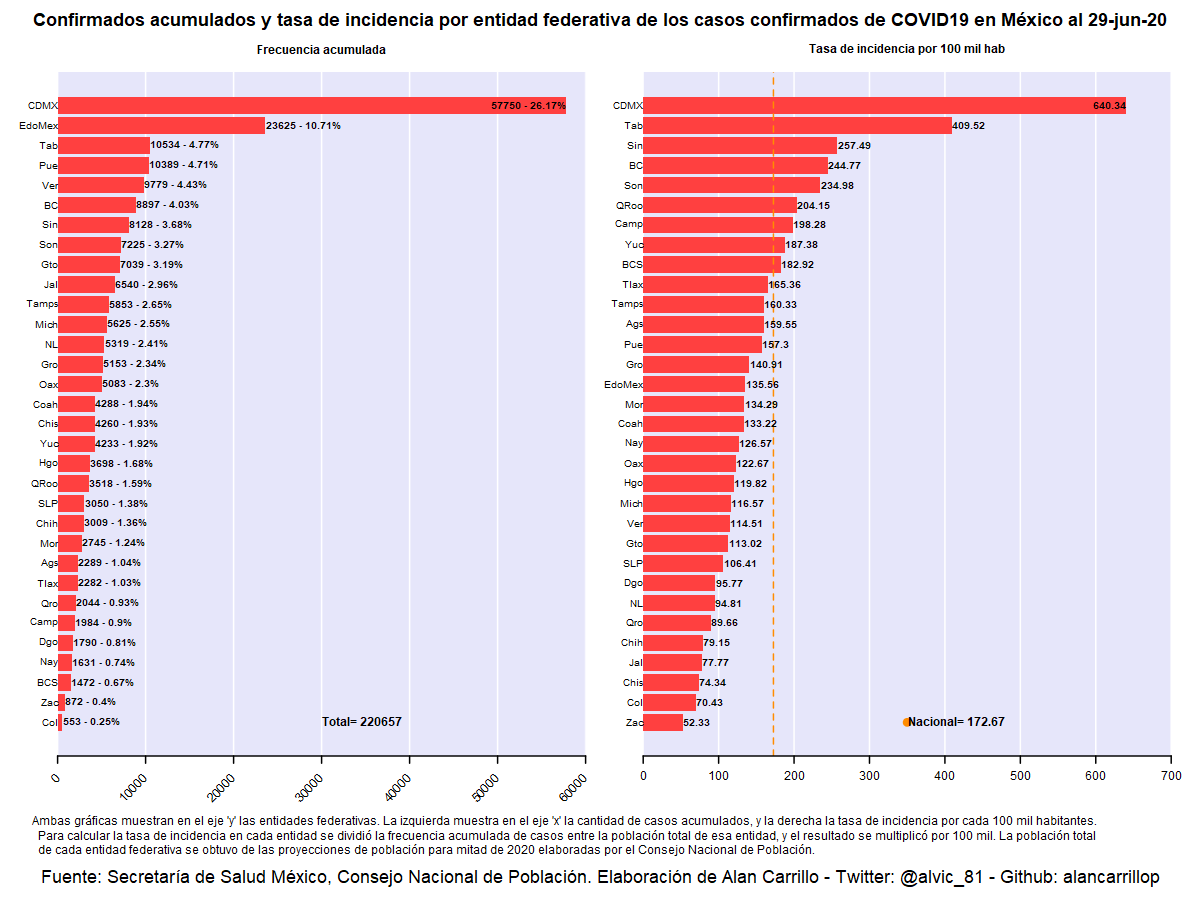 Confirmados acumulados y tasa de incidencia por entidad federativa de los casos confirmados de COVID19 en México al 29-jun-20
Frecuencia acumulada
CDMX 57750 - 26.17%
EdoMex 23625 - 10.71%
Tab 10534 - 4.77%
Pue 10389 - 4.71%
Ver 9779 - 4.43%
BC 8897 - 4.03%
Sin 8128 - 3.68%
Son 7225 - 3.27%
Gto 7039 - 3.19%
Jal 6540 - 2.96%
Tamps 5853 - 2.65%
Mich 5625 - 2.55%
NL 5319 - 2.41%
Gro 5153 - 2.34%
Oax 5083 - 2.3%
Coah 4288 - 1.94%
Chis 4260 - 1.93%
Yuc 4233 - 1.92%
Hgo 3698 - 1.68%
QRoo 3518 - 1.59%
SLP 3050 - 1.38%
Chih 3009 - 1.36%
Mor 2745 - 1.24%
Ags 2289 - 1.04%
Tlax 2282 - 1.03%
Qro 2044 - 0.93%
Camp 1984 - 0.9%
Dgo 1790 - 0.81%
Nay 1631 - 0.74%
BCS 1472 - 0.67%
Zac 872 - 0.4%
Col 553 - 0.25% Total= 220657
0 10000 20000 30000 40000 50000 60000
Tasa de incidencia por 100 mil hab
CDMX 640.34
Tab 409.52
Sin 257.49
BC 244.77
Son 234.98
QRoo 204.15
Camp 198.28
Yuc 187.38
BCS 182.92
Tlax 165.36
Tamps 160.33
Ags 159.55
Pue 157.3
Gro 140.91
EdoMex 135.56
Mor 134.29
Coah 133.22
Nay 126.57
Oax 122.67
Hgo 119.82
Mich 116.57
Ver 114.51
Gto 113.02
SLP 106.41
Dgo 95.77
NL 94.81
Qro 89.66
Chih 79.15
Jal 77.77
Chis 74.34
Col 70.43
Zac 52.33 Nacional= 172.67
0 100 200 300 400 500 600 700
Ambas gráficas muestran en el eje 'y' las entidades federativas. La izquierda muestra en el eje 'x' la cantidad de casos acumulados, y la derecha la tasa de incidencia por cada 100 mil habitantes.
Para calcular la tasa de incidencia en cada entidad se dividió la frecuencia acumulada de casos entre la población total de esa entidad, y el resultado se multiplicó por 100 mil. La población total
de cada entidad federativa se obtuvo de las proyecciones de población para mitad de 2020 elaboradas por el Consejo Nacional de Población.
Fuente: Secretaría de Salud México, Consejo Nacional de Población. Elaboración de Alan Carrillo - Twitter: @alvic_81 - Github: alancarrillop